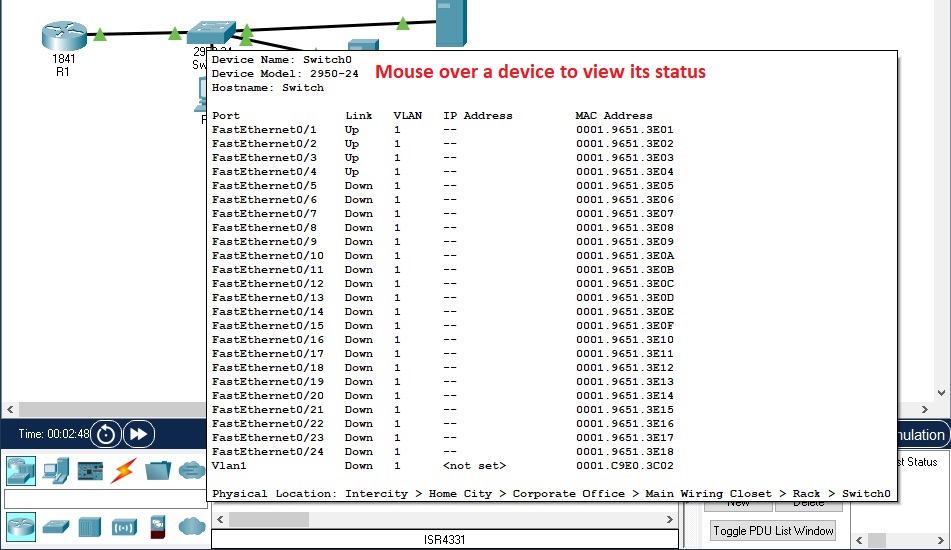 1841
R1
2950-24
Sw
P
Device Name: Switch0
Device Model: 2950-24
Hostname: Switch
Mouse over a device to view its status
Port Link VLAN IP Address MAC Address
FastEthernet0/1 Up 1 -- 0001.9651.3E01
FastEthernet0/2 Up 1 -- 0001.9651.3E02
FastEthernet0/3 Up 1 -- 0001.9651.3E03
FastEthernet0/4 Up 1 -- 0001.9651.3E04
FastEthernet0/5 Down 1 -- 0001.9651.3E05
FastEthernet0/6 Down 1 -- 0001.9651.3E06
FastEthernet0/7 Down 1 -- 0001.9651.3E07
FastEthernet0/8 Down 1 -- 0001.9651.3E08
FastEthernet0/9 Down 1 -- 0001.9651.3E09
FastEthernet0/10 Down 1 -- 0001.9651.3E0A
FastEthernet0/11 Down 1 -- 0001.9651.3E0B
FastEthernet0/12 Down 1 -- 0001.9651.3E0C
FastEthernet0/13 Down 1 -- 0001.9651.3E0D
FastEthernet0/14 Down 1 -- 0001.9651.3E0E
FastEthernet0/15 Down 1 -- 0001.9651.3E0F
FastEthernet0/16 Down 1 -- 0001.9651.3E10
FastEthernet0/17 Down 1 -- 0001.9651.3E11
FastEthernet0/18 Down 1 -- 0001.9651.3E12
FastEthernet0/19 Down 1 -- 0001.9651.3E13
FastEthernet0/20 Down 1 -- 0001.9651.3E14
FastEthernet0/21 Down 1 -- 0001.9651.3E15
FastEthernet0/22 Down 1 -- 0001.9651.3E16
FastEthernet0/23 Down 1 -- 0001.9651.3E17
FastEthernet0/24 Down 1 -- 0001.9651.3E18
Vlan1 Down 1 <not set> 0001.C9E0.3C02
Physical Location: Intercity > Home City > Corporate Office > Main Wiring Closet > Rack > Switch0
Time: 00:02:48
nulation
st Status
New Delete
Toggle PDU List Window
ISR4331